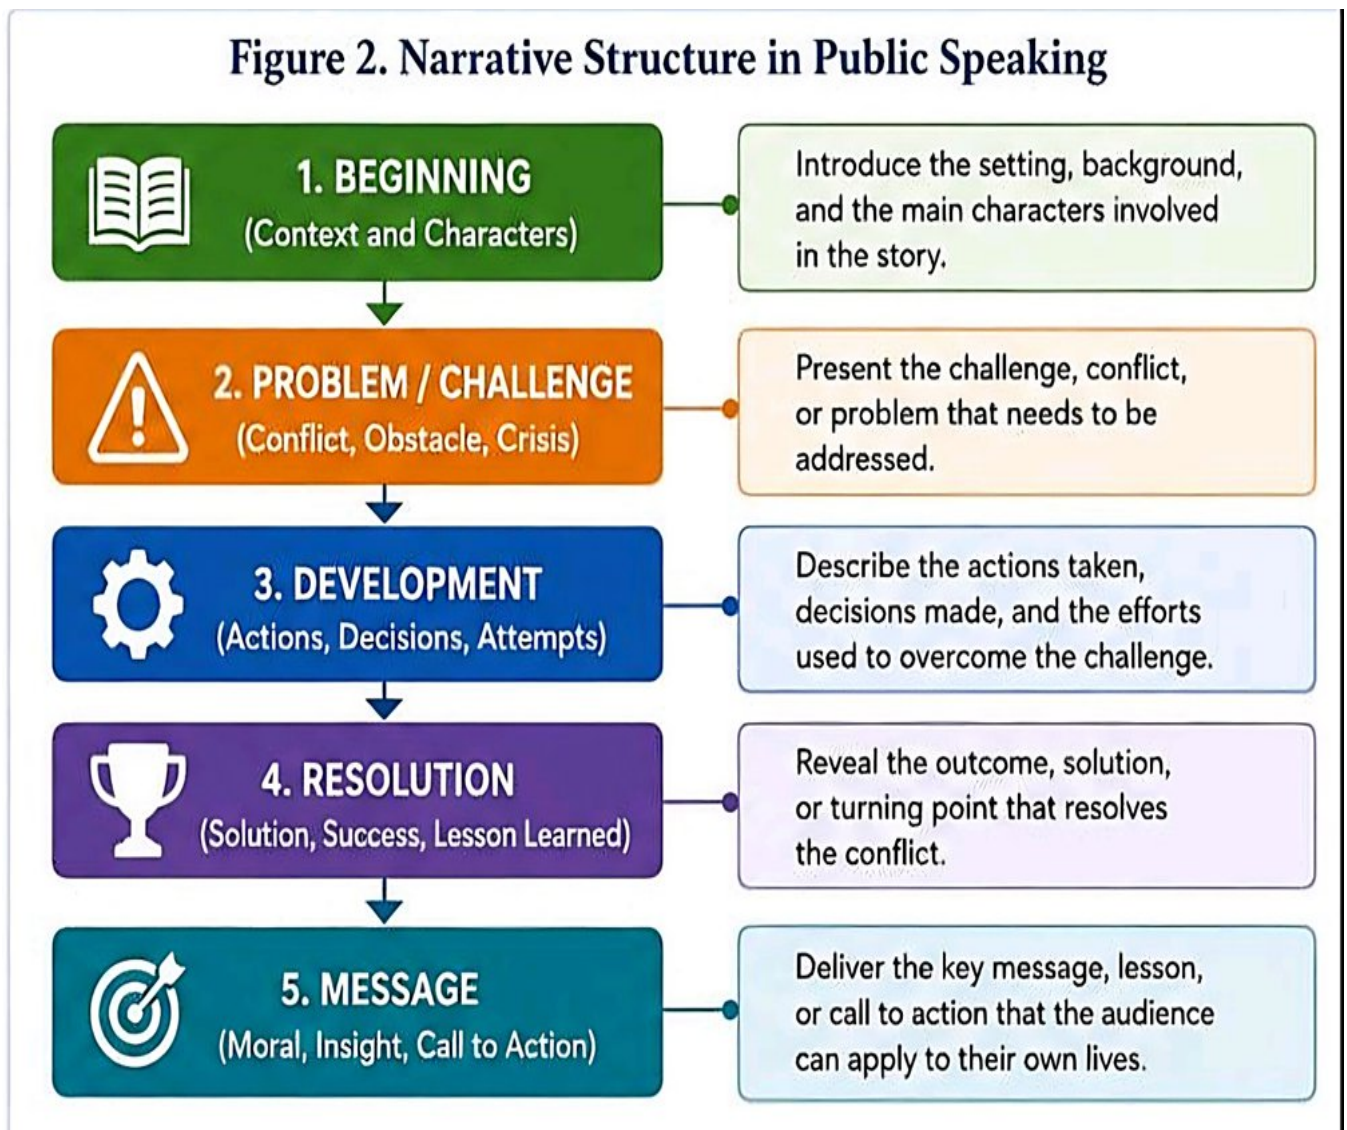 Figure 2. Narrative Structure in Public Speaking
1. BEGINNING
(Context and Characters)
Introduce the setting, background,
and the main characters involved
in the story.
2. PROBLEM / CHALLENGE
(Conflict, Obstacle, Crisis)
Present the challenge, conflict,
or problem that needs to be
addressed.
3. DEVELOPMENT
(Actions, Decisions, Attempts)
Describe the actions taken,
decisions made, and the efforts
used to overcome the challenge.
4. RESOLUTION
(Solution, Success, Lesson Learned)
Reveal the outcome, solution,
or turning point that resolves
the conflict.
5. MESSAGE
(Moral, Insight, Call to Action)
Deliver the key message, lesson,
or call to action that the audience
can apply to their own lives.